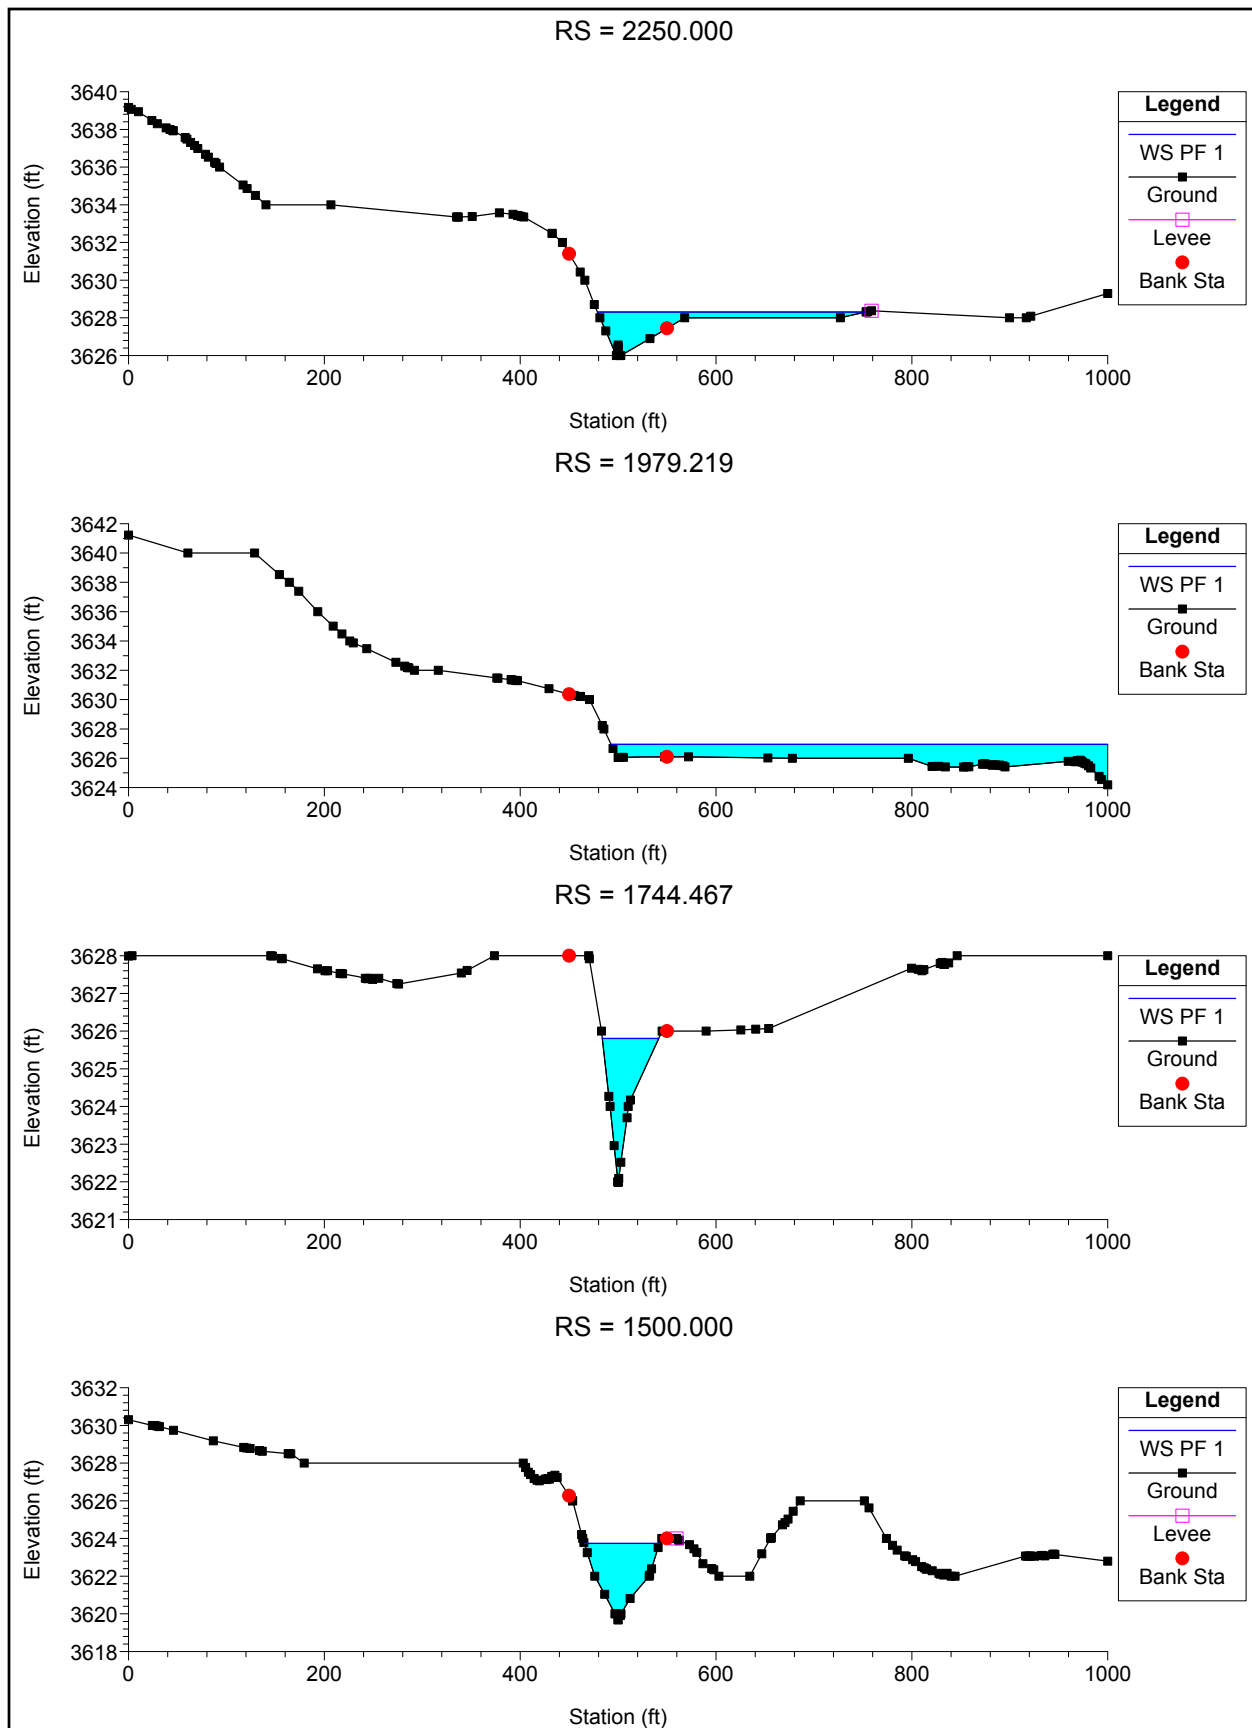 RS = 2250.000
3640
3638
3636
3634
3632
3630
3628
3626
0 200 400 600 800 1000
Elevation (ft)
Station (ft)
Legend
WS PF 1
Ground
Levee
Bank Sta
RS = 1979.219
3642
3640
3638
3636
3634
3632
3630
3628
3626
3624
0 200 400 600 800 1000
Elevation (ft)
Station (ft)
Legend
WS PF 1
Ground
Bank Sta
RS = 1744.467
3628
3627
3626
3625
3624
3623
3622
3621
0 200 400 600 800 1000
Elevation (ft)
Station (ft)
Legend
WS PF 1
Ground
Bank Sta
RS = 1500.000
3632
3630
3628
3626
3624
3622
3620
3618
0 200 400 600 800 1000
Elevation (ft)
Station (ft)
Legend
WS PF 1
Ground
Levee
Bank Sta